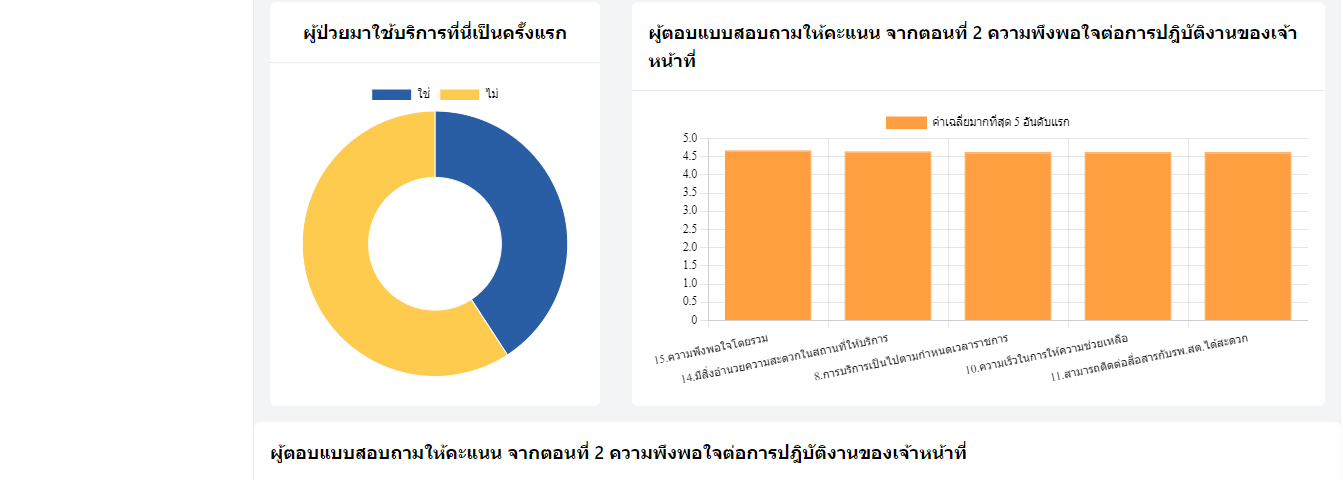 ผู้ป่วยมาใช้บริการที่นี่เป็นครั้งแรก
ใช่
ไม่
ผู้ตอบแบบสอบถามให้คะแนน จากตอนที่ 2 ความพึงพอใจต่อการปฎิบัติงานของเจ้า
หน้าที่
ค่าเฉลี่ยมากที่สุด 5 อันดับแรก
5.0
4.5
4.0
3.5
3.0
2.5
2.0
1.5
1.0
0.5
0
15.ความพึงพอใจโดยรวม
14.มีสิ่งอำนวยความสะดวกในสถานที่ให้บริการ
8.การบริการเป็นไปตามกำหนดเวลาราชการ
10.ความเร็วในการให้ความช่วยเหลือ
11.สามารถติดต่อสื่อสารกับรพ.สต.ได้สะดวก
ผู้ตอบแบบสอบถามให้คะแนน จากตอนที่ 2 ความพึงพอใจต่อการปฎิบัติงานของเจ้าหน้าที่